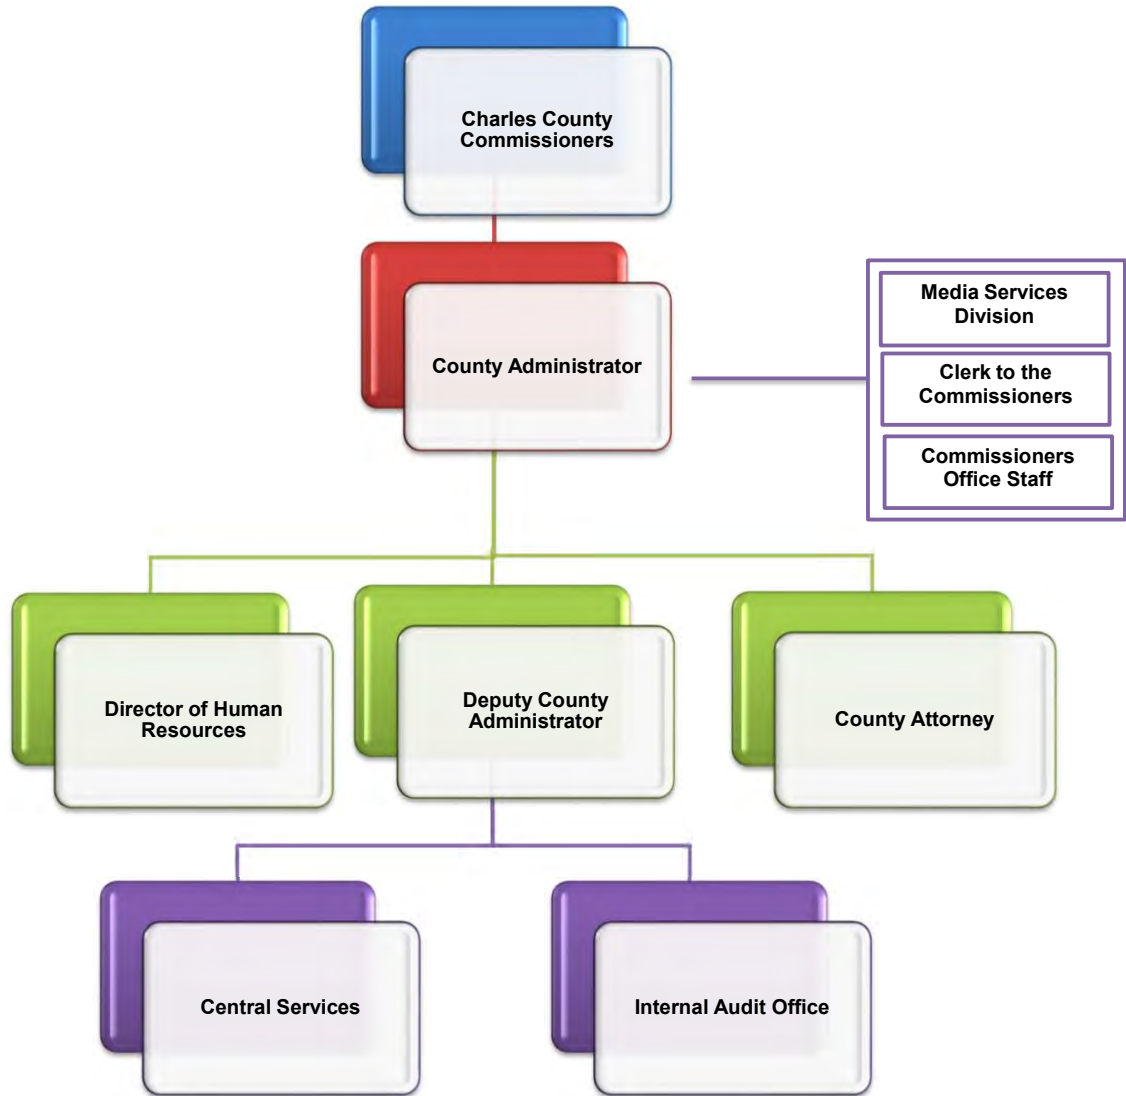 Charles County
Commissioners
County Administrator
Media Services
Division
Clerk to the
Commissioners
Commissioners
Office Staff
Director of Human
Resources
Deputy County
Administrator
County Attorney
Central Services
Internal Audit Office